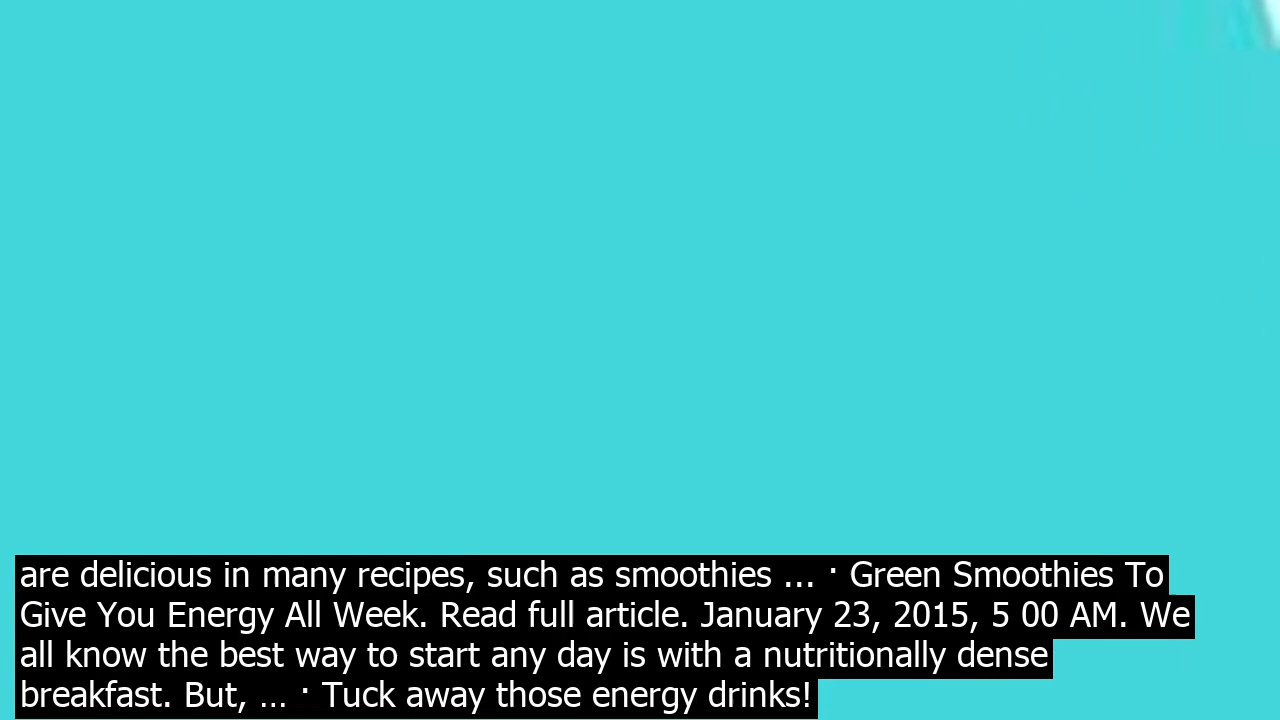 are delicious in many recipes, such as smoothies ... · Green Smoothies To
Give You Energy All Week. Read full article. January 23, 2015, 5 00 AM. We
all know the best way to start any day is with a nutritionally dense
breakfast. But, ... · Tuck away those energy drinks!